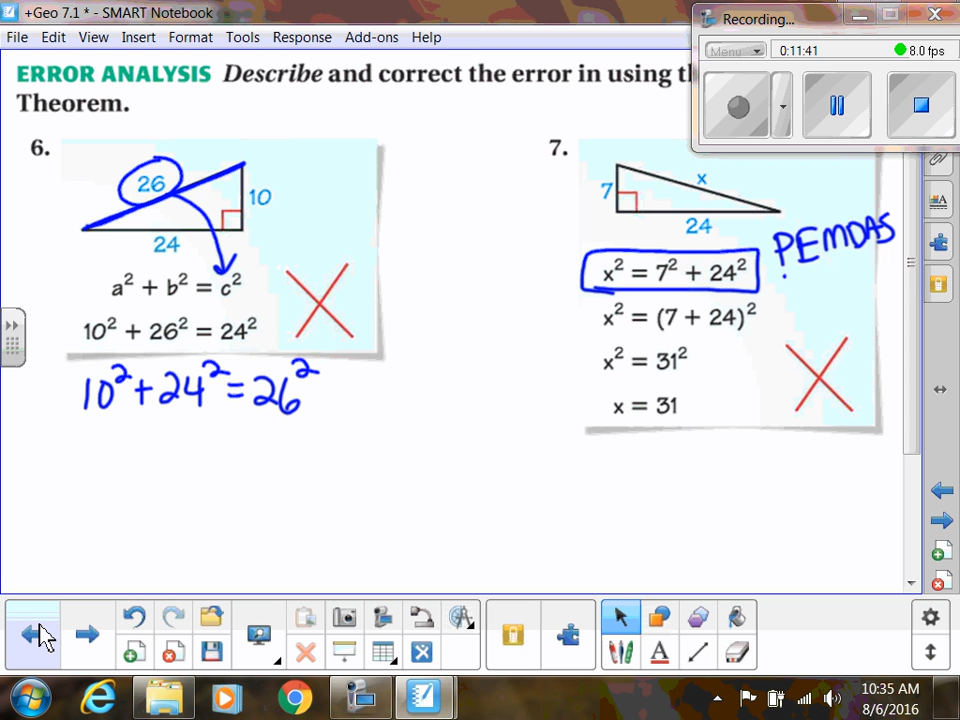 +Geo 7.1 * - SMART Notebook
File Edit View Insert Format Tools Response Add-ons Help
Recording...
Menu
0:11:41
8.0 fps
ERROR ANALYSIS Describe and correct the error in using th
Theorem.
6.
26
10
24
a² + b² = c²
10² + 26² = 24²
10² + 24² = 26²
7.
7
x
24
PEMDAS
x² = 7² + 24²
x² = (7 + 24)²
x² = 31²
x = 31
10:35 AM
8/6/2016